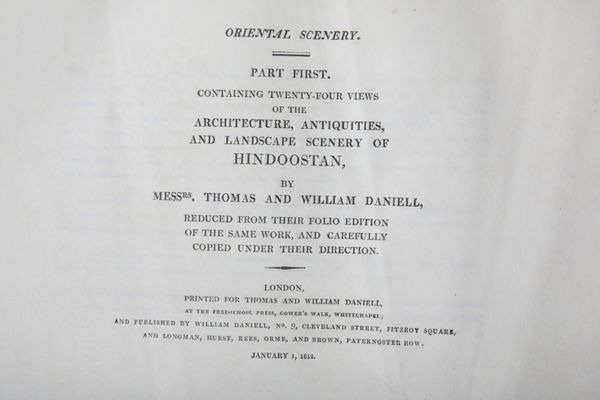 ORIENTAL SCENERY.
PART FIRST.
CONTAINING TWENTY-FOUR VIEWS
OF THE
ARCHITECTURE, ANTIQUITIES,
AND LANDSCAPE SCENERY OF
HINDOOSTAN,
BY
MESSRS. THOMAS AND WILLIAM DANIELL,
REDUCED FROM THEIR FOLIO EDITION
OF THE SAME WORK, AND CAREFULLY
COPIED UNDER THEIR DIRECTION.
LONDON,
PRINTED FOR THOMAS AND WILLIAM DANIELL,
AT THE FREE-SCHOOL PRESS, GOWER'S WALK, WHITECHAPEL;
AND PUBLISHED BY WILLIAM DANIELL, NO. 9, CLEVELAND STREET, FITZROY SQUARE,
AND LONGMAN, HURST, REES, ORME, AND BROWN, PATERNOSTER ROW.
JANUARY 1, 1812.